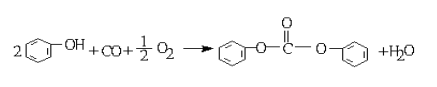 2 OH + CO + 1/2 O2 → O C O O + H2O